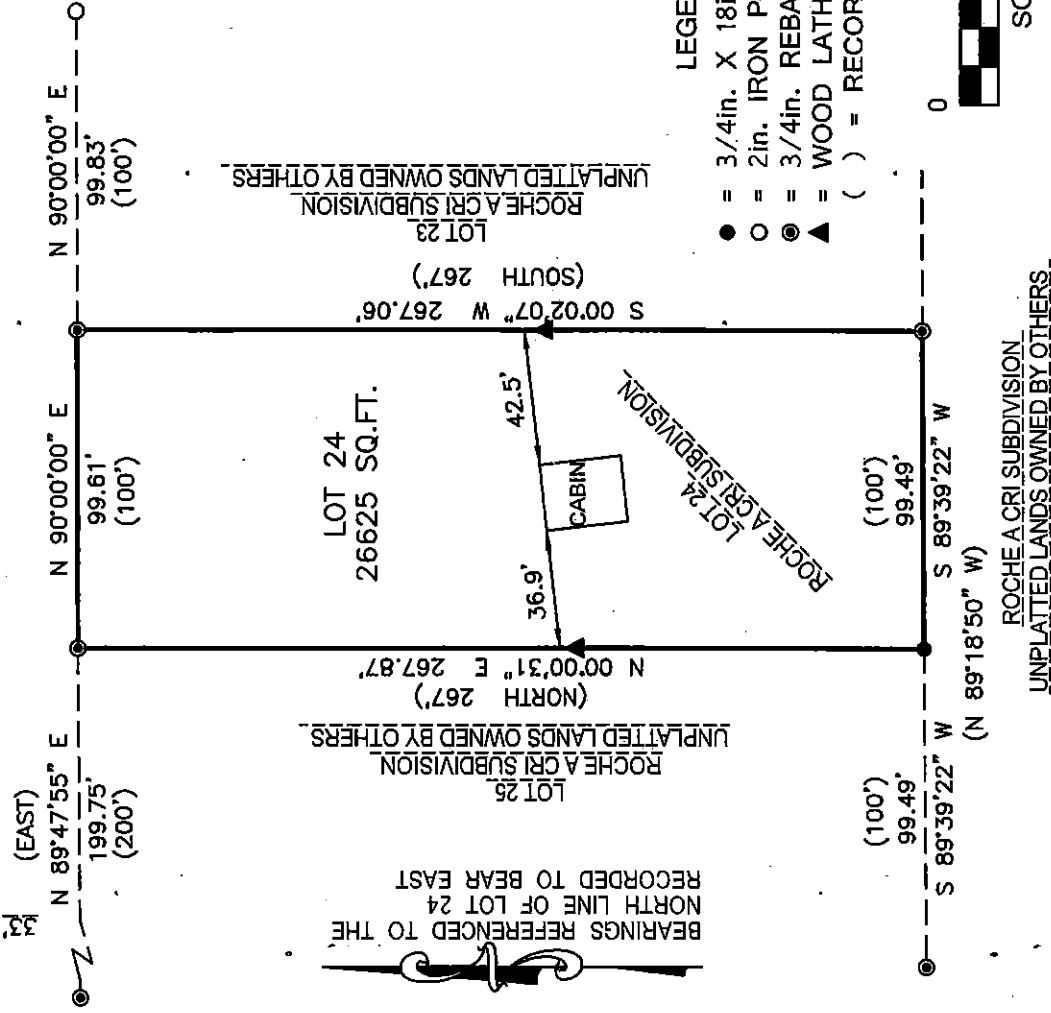 33'
(EAST)
N 89°47'55" E
199.75'
(200')
N 90°00'00" E
99.61'
(100')
N 90°00'00" E
99.83'
(100')
BEARINGS REFERENCED TO THE
NORTH LINE OF LOT 24
RECORDED TO BEAR EAST
LOT 25
ROCHE A CRI SUBDIVISION
UNPLATTED LANDS OWNED BY OTHERS
(NORTH 267')
N 00°00'31" E 267.87'
LOT 24
26625 SQ.FT.
36.9'
42.5'
CABIN
LOT 24
ROCHE A CRI SUBDIVISION
S 00°02'07" W 267.06'
(SOUTH 267')
LOT 23
ROCHE A CRI SUBDIVISION
UNPLATTED LANDS OWNED BY OTHERS
(100')
99.49'
S 89°39'22" W
(100')
99.49'
S 89°39'22" W
(N 89°18'50" W)
ROCHE A CRI SUBDIVISION
UNPLATTED LANDS OWNED BY OTHERS
LEGE
= 3/4in. X 18i
= 2in. IRON P
= 3/4in. REBA
= WOOD LATH
( ) = RECOR
0
SC